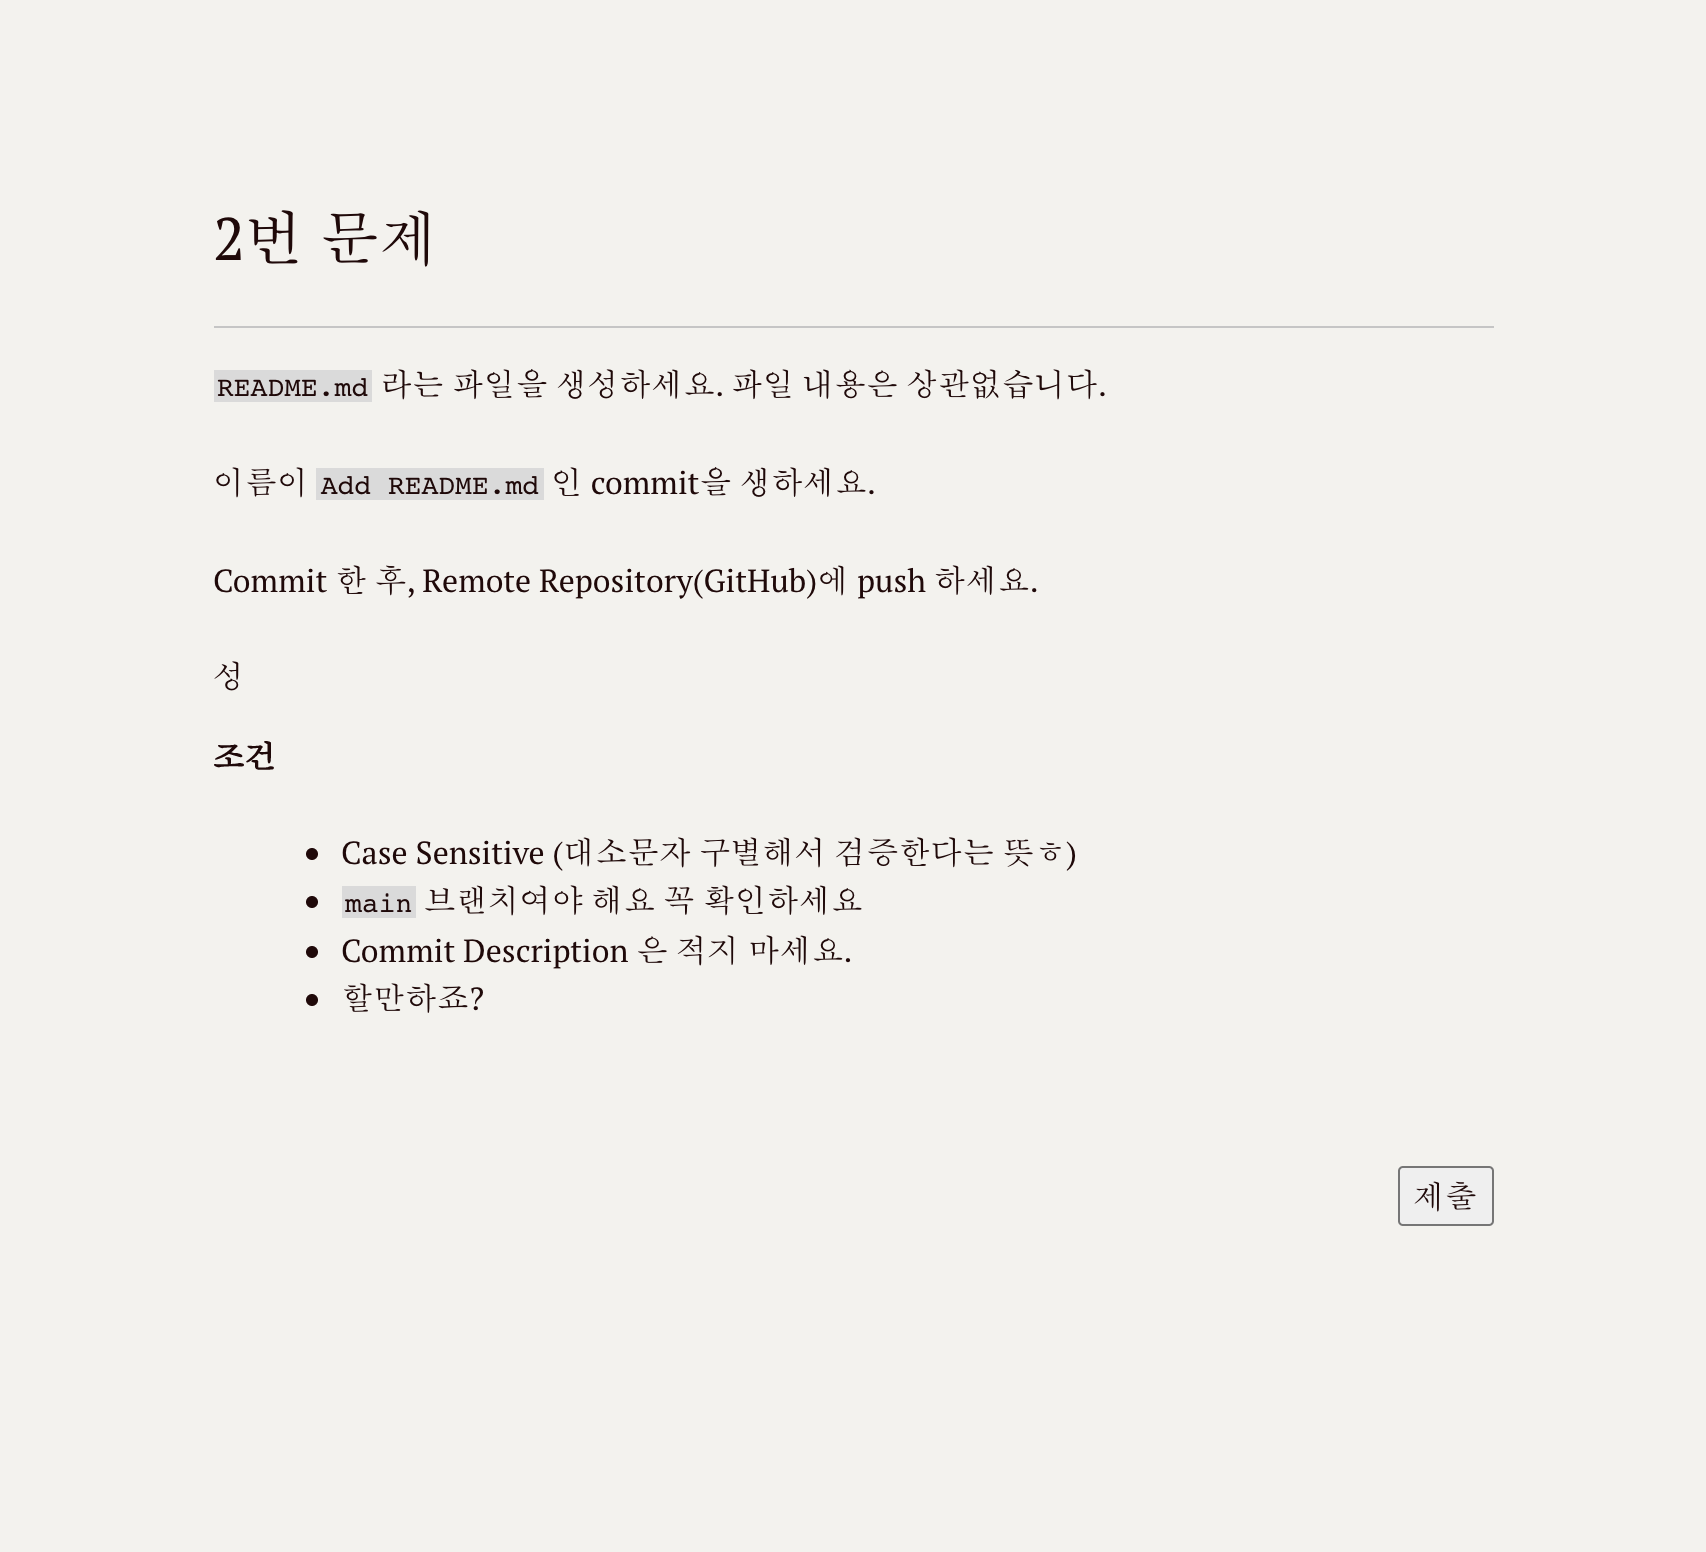 2번 문제
README.md 라는 파일을 생성하세요. 파일 내용은 상관없습니다.
이름이 Add README.md 인 commit을 생하세요.
Commit 한 후, Remote Repository(GitHub)에 push 하세요.
성
조건
Case Sensitive (대소문자 구별해서 검증한다는 뜻ㅎ)
main 브랜치여야 해요 꼭 확인하세요
Commit Description 은 적지 마세요.
할만하죠?
제출